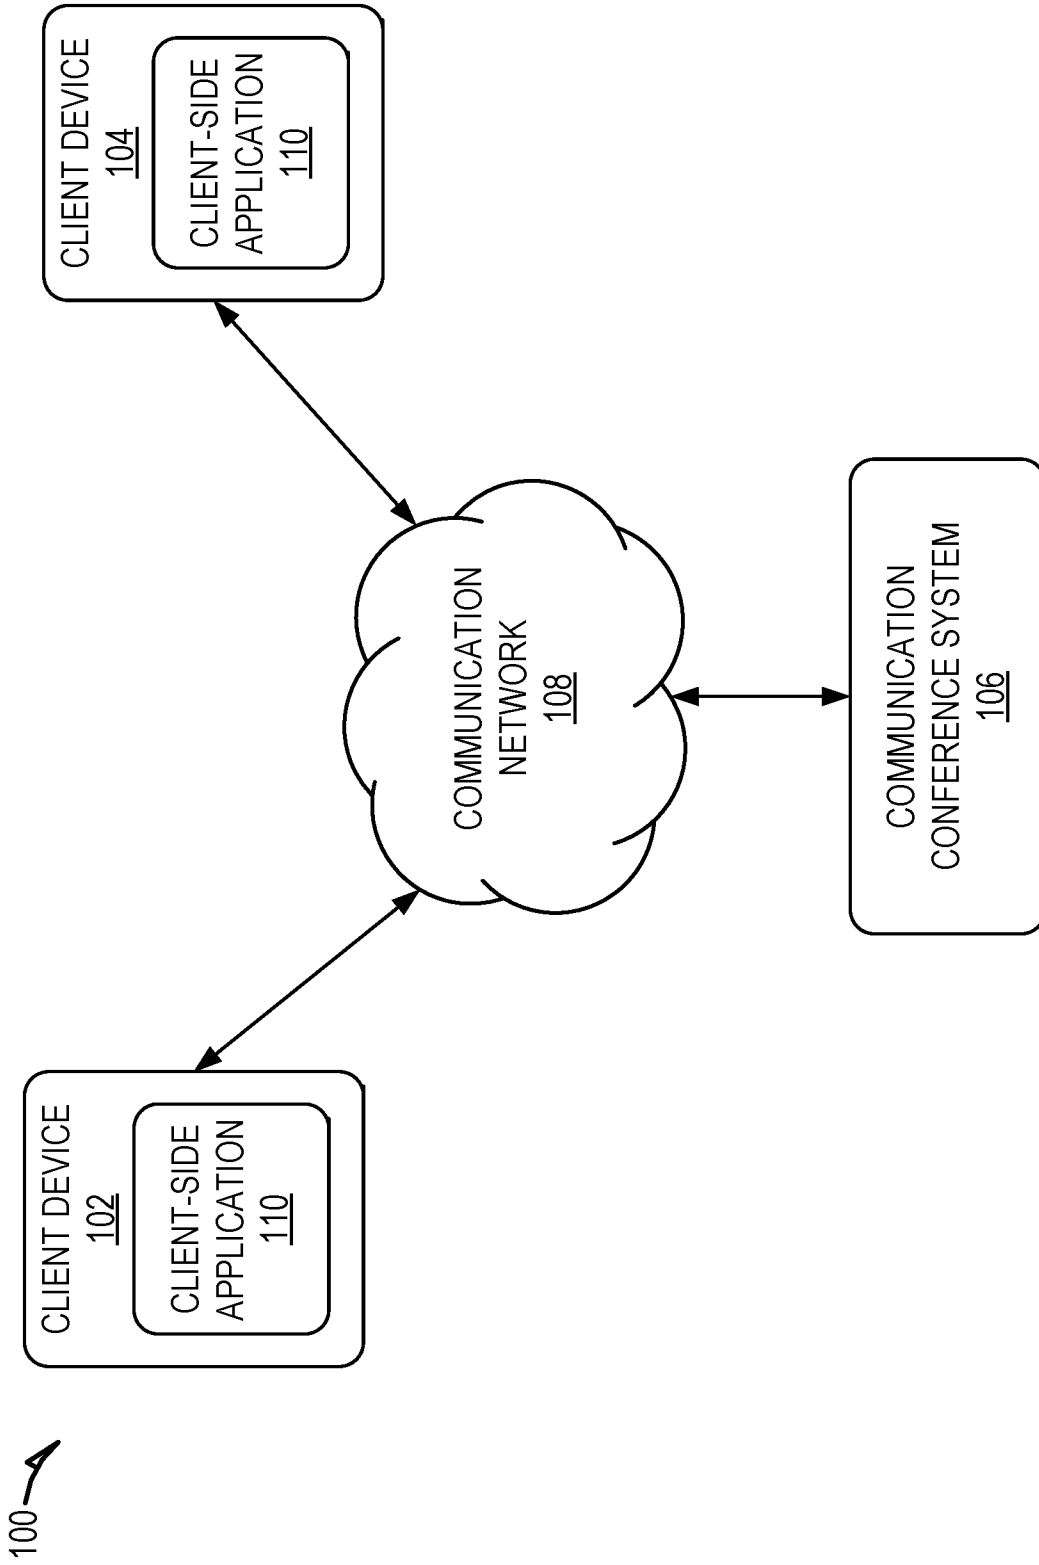 100
CLIENT DEVICE
102
CLIENT-SIDE
APPLICATION
110
CLIENT DEVICE
104
CLIENT-SIDE
APPLICATION
110
COMMUNICATION
NETWORK
108
COMMUNICATION
CONFERENCE SYSTEM
106